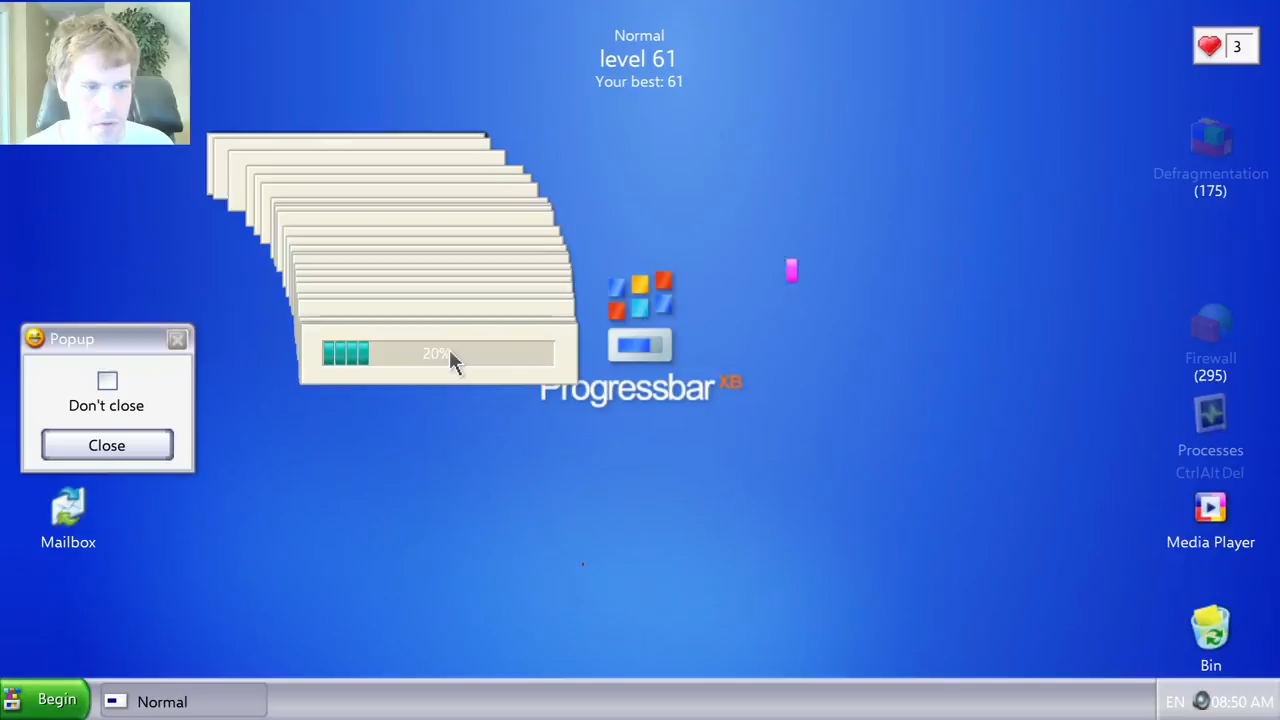 Normal
level 61
Your best: 61
3
Defragmentation
(175)
Popup
Don't close
Close
20%
Progressbar XB
Firewall
(295)
Processes
CtrlAltDel
Mailbox
Media Player
Bin
Begin
Normal
EN
08:50 AM